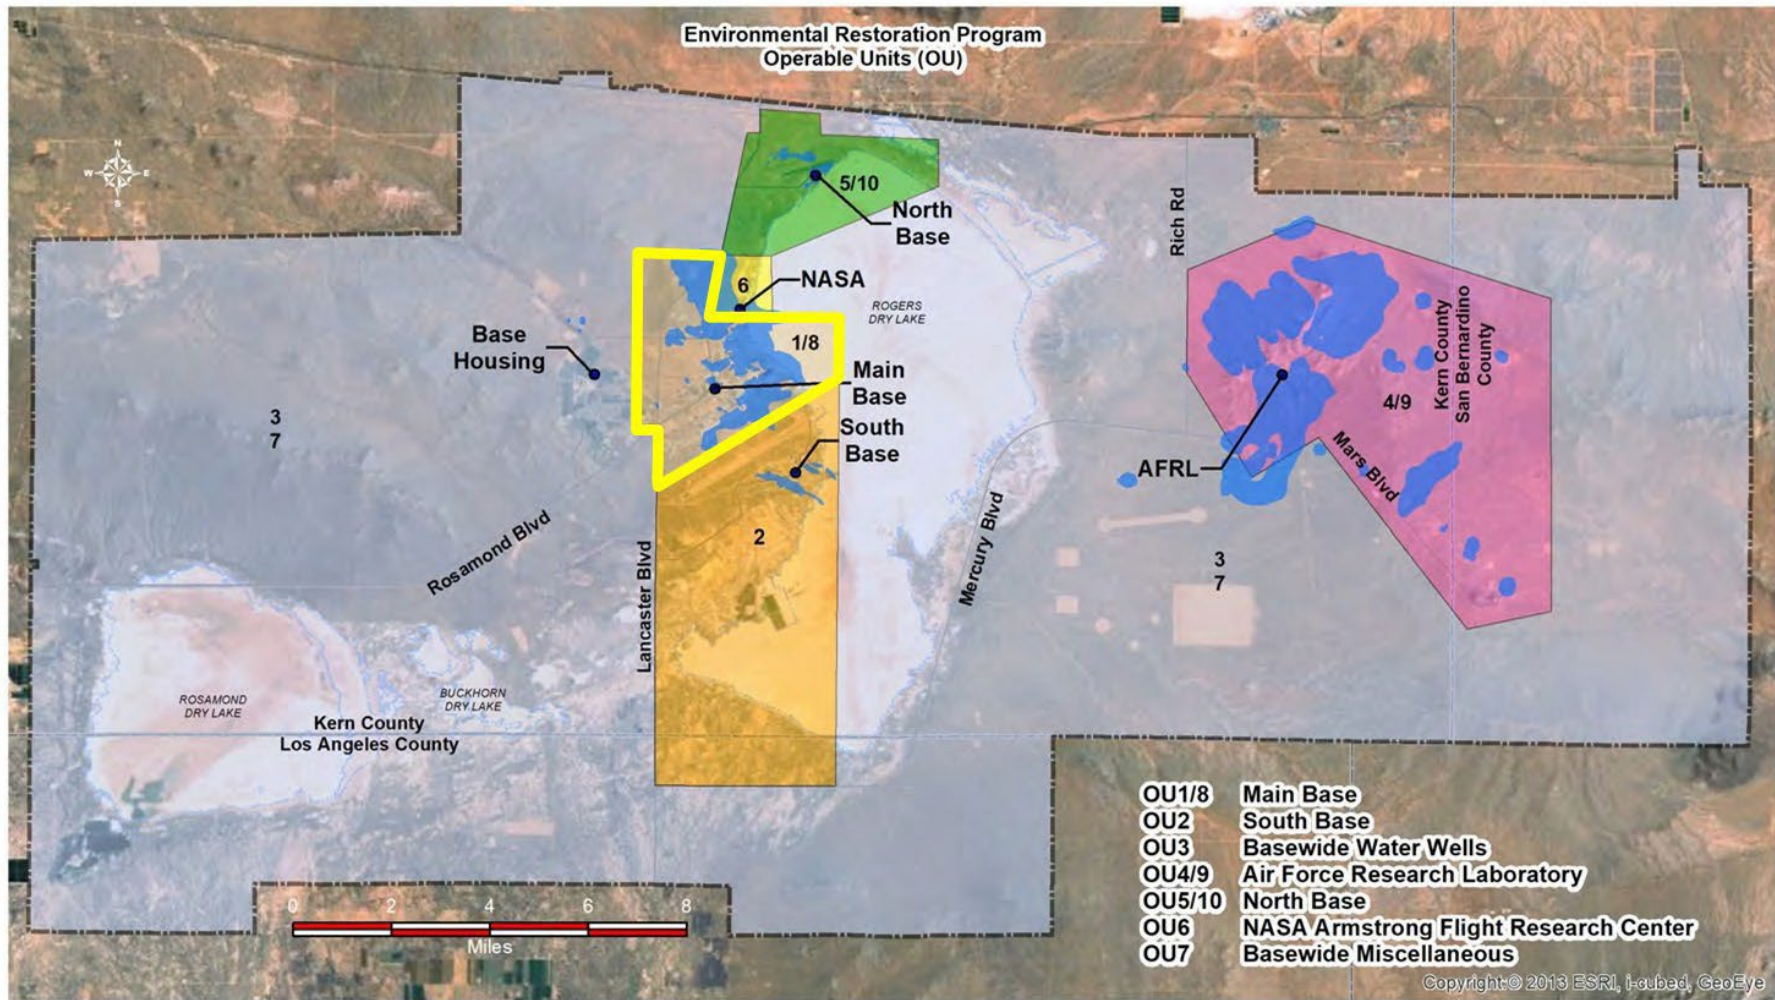 Environmental Restoration Program
Operable Units (OU)
N
W
E
S
5/10
North
Base
Rich Rd
6
NASA
ROGERS
DRY LAKE
Base
Housing
1/8
Main
Base
Kern County
San Bernardino
County
4/9
3
7
South
Base
AFRL
Mars Blvd
Rosamond Blvd
Lancaster Blvd
2
Mercury Blvd
3
7
ROSAMOND
DRY LAKE
BUCKHORN
DRY LAKE
Kern County
Los Angeles County
OU1/8 Main Base
OU2 South Base
OU3 Basewide Water Wells
OU4/9 Air Force Research Laboratory
OU5/10 North Base
OU6 NASA Armstrong Flight Research Center
OU7 Basewide Miscellaneous
0 2 4 6 8
Miles
Copyright:© 2013 ESRI, i-cubed, GeoEye